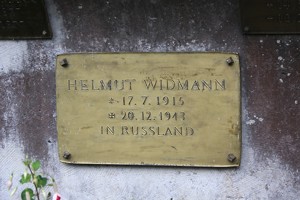 HELMUT WIDMANN
* 17. 7. 1915
✠ 20. 12. 1943
IN RUSSLAND